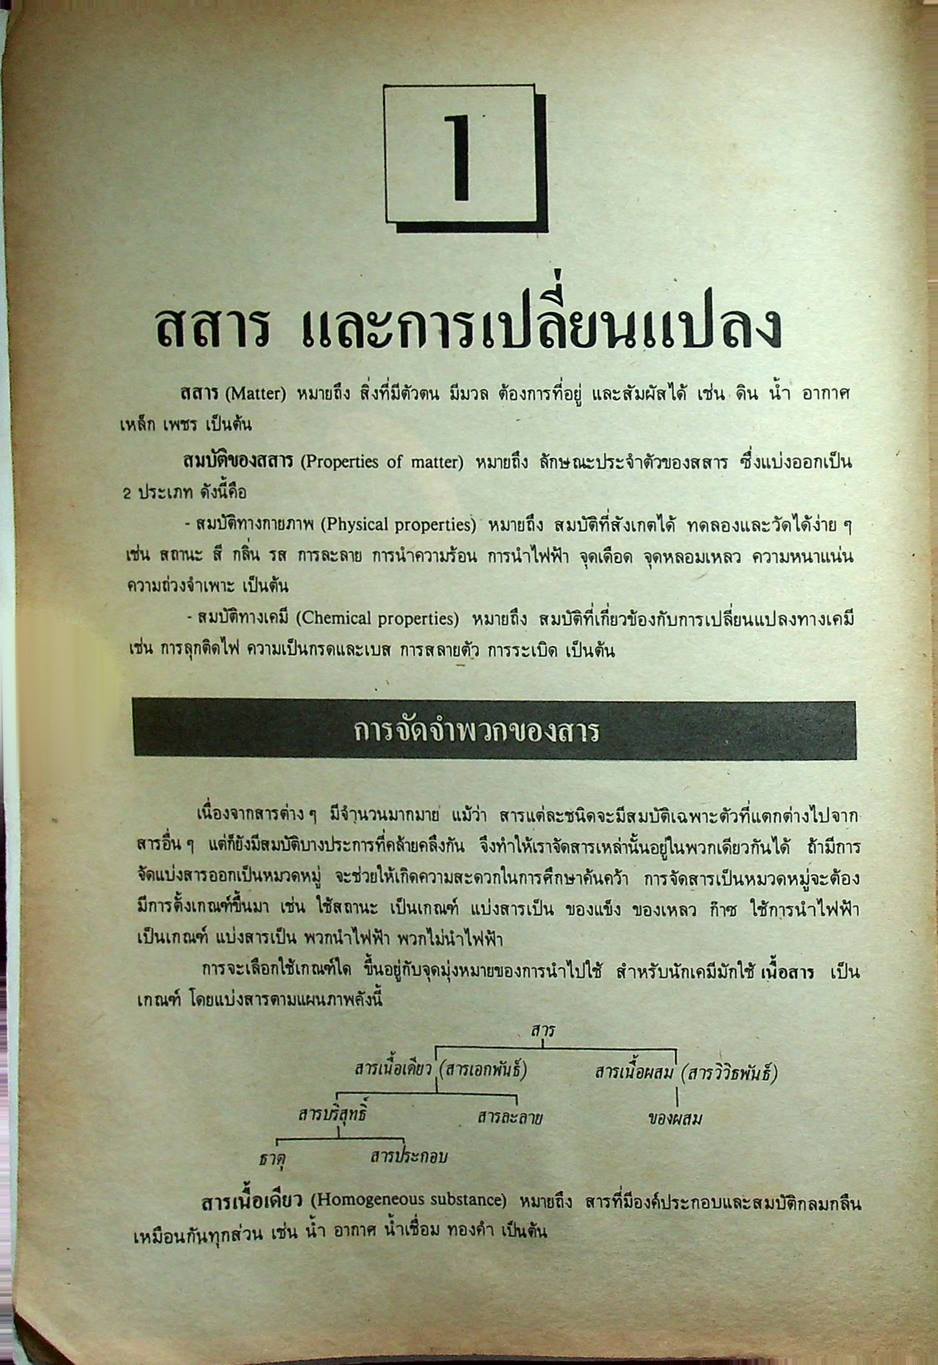 1
สสาร และการเปลี่ยนแปลง
สสาร (Matter) หมายถึง สิ่งที่มีตัวตน มีมวล ต้องการที่อยู่ และสัมผัสได้ เช่น ดิน น้ำ อากาศ
เหล็ก เพชร เป็นต้น
สมบัติของสสาร (Properties of matter) หมายถึง ลักษณะประจำตัวของสสาร ซึ่งแบ่งออกเป็น
2 ประเภท ดังนี้คือ
- สมบัติทางกายภาพ (Physical properties) หมายถึง สมบัติที่สังเกตได้ ทดลองและวัดได้ง่าย ๆ
เช่น สถานะ สี กลิ่น รส การละลาย การนำความร้อน การนำไฟฟ้า จุดเดือด จุดหลอมเหลว ความหนาแน่น
ความถ่วงจำเพาะ เป็นต้น
- สมบัติทางเคมี (Chemical properties) หมายถึง สมบัติที่เกี่ยวข้องกับการเปลี่ยนแปลงทางเคมี
เช่น การลุกติดไฟ ความเป็นกรดและเบส การสลายตัว การระเบิด เป็นต้น
การจัดจำพวกของสาร
เนื่องจากสารต่าง ๆ มีจำนวนมากมาย แม้ว่า สารแต่ละชนิดจะมีสมบัติเฉพาะตัวที่แตกต่างไปจาก
สารอื่น ๆ แต่ก็ยังมีสมบัติบางประการที่คล้ายคลึงกัน จึงทำให้เราจัดสารเหล่านั้นอยู่ในพวกเดียวกันได้ ถ้ามีการ
จัดแบ่งสารออกเป็นหมวดหมู่ จะช่วยให้เกิดความสะดวกในการศึกษาค้นคว้า การจัดสารเป็นหมวดหมู่จะต้อง
มีการตั้งเกณฑ์ขึ้นมา เช่น ใช้สถานะ เป็นเกณฑ์ แบ่งสารเป็น ของแข็ง ของเหลว ก๊าซ ใช้การนำไฟฟ้า
เป็นเกณฑ์ แบ่งสารเป็น พวกนำไฟฟ้า พวกไม่นำไฟฟ้า
การจะเลือกใช้เกณฑ์ใด ขึ้นอยู่กับจุดมุ่งหมายของการนำไปใช้ สำหรับนักเคมีมักใช้ เนื้อสาร เป็น
เกณฑ์ โดยแบ่งสารตามแผนภาพดังนี้
สาร
สารเนื้อเดียว (สารเอกพันธ์) สารเนื้อผสม (สารวิวิธพันธ์)
สารบริสุทธิ์ สารละลาย ของผสม
ธาตุ สารประกอบ
สารเนื้อเดียว (Homogeneous substance) หมายถึง สารที่มีองค์ประกอบและสมบัติกลมกลืน
เหมือนกันทุกส่วน เช่น น้ำ อากาศ น้ำเชื่อม ทองคำ เป็นต้น